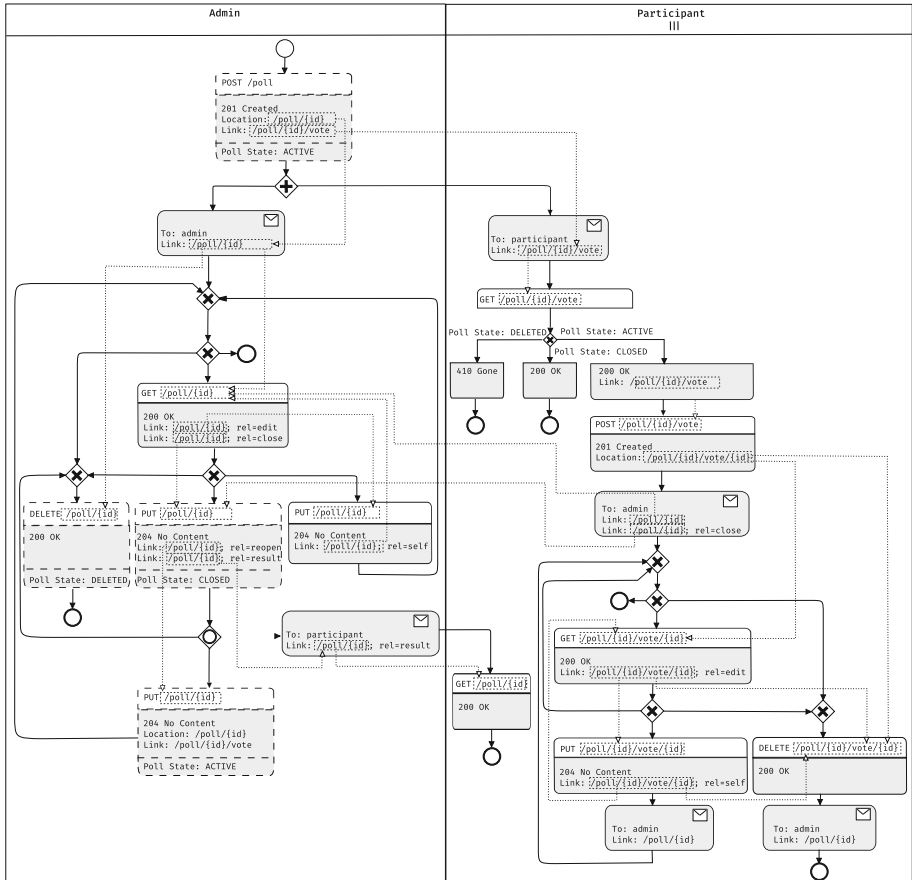 Admin
Participant
POST /poll
201 Created
Location: /poll/{id}
Link: /poll/{id}/vote
Poll State: ACTIVE
To: admin
Link: /poll/{id}
GET /poll/{id}
200 OK
Link: /poll/{id}; rel=edit
Link: /poll/{id}; rel=close
DELETE /poll/{id}
200 OK
Poll State: DELETED
PUT /poll/{id}
204 No Content
Link: /poll/{id}; rel=reopen
Link: /poll/{id}; rel=result
Poll State: CLOSED
PUT /poll/{id}
204 No Content
Link: /poll/{id}; rel=self
To: participant
Link: /poll/{id}; rel=result
PUT /poll/{id}
204 No Content
Location: /poll/{id}
Link: /poll/{id}/vote
Poll State: ACTIVE
To: participant
Link: /poll/{id}/vote
GET /poll/{id}/vote
Poll State: DELETED
Poll State: ACTIVE
Poll State: CLOSED
410 Gone
200 OK
200 OK
Link: /poll/{id}/vote
POST /poll/{id}/vote
201 Created
Location: /poll/{id}/vote/{id}
To: admin
Link: /poll/{id}
Link: /poll/{id}; rel=close
GET /poll/{id}
200 OK
GET /poll/{id}/vote/{id}
200 OK
Link: /poll/{id}/vote/{id}; rel=edit
PUT /poll/{id}/vote/{id}
204 No Content
Link: /poll/{id}/vote/{id}; rel=self
DELETE /poll/{id}/vote/{id}
200 OK
To: admin
Link: /poll/{id}
To: admin
Link: /poll/{id}